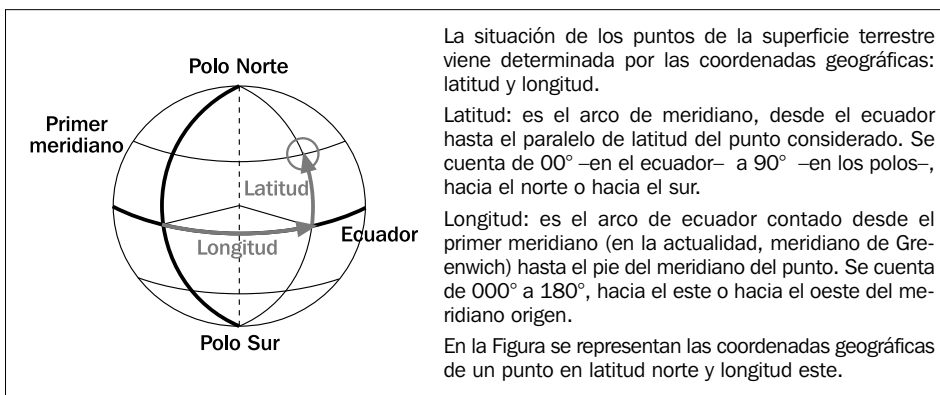 Polo Norte
Primer
meridiano
Latitud
Longitud
Ecuador
Polo Sur
La situación de los puntos de la superficie terrestre
viene determinada por las coordenadas geográficas:
latitud y longitud.
Latitud: es el arco de meridiano, desde el ecuador
hasta el paralelo de latitud del punto considerado. Se
cuenta de 00° –en el ecuador– a 90° –en los polos–,
hacia el norte o hacia el sur.
Longitud: es el arco de ecuador contado desde el
primer meridiano (en la actualidad, meridiano de Gre-
enwich) hasta el pie del meridiano del punto. Se cuenta
de 000° a 180°, hacia el este o hacia el oeste del me-
ridiano origen.
En la Figura se representan las coordenadas geográficas
de un punto en latitud norte y longitud este.